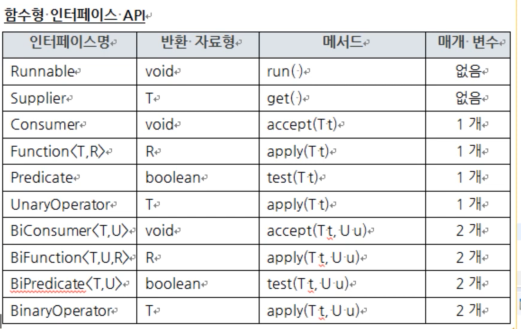 함수형 인터페이스 API
인터페이스명 반환 자료형 메서드 매개 변수
Runnable void run() 없음
Supplier T get() 없음
Consumer void accept(T t) 1 개
Function<T,R> R apply(T t) 1 개
Predicate boolean test(T t) 1 개
UnaryOperator T apply(T t) 1 개
BiConsumer<T,U> void accept(T t, U u) 2 개
BiFunction<T,U,R> R apply(T t, U u) 2 개
BiPredicate<T,U> boolean test(T t, U u) 2 개
BinaryOperator T apply(T t, U u) 2 개